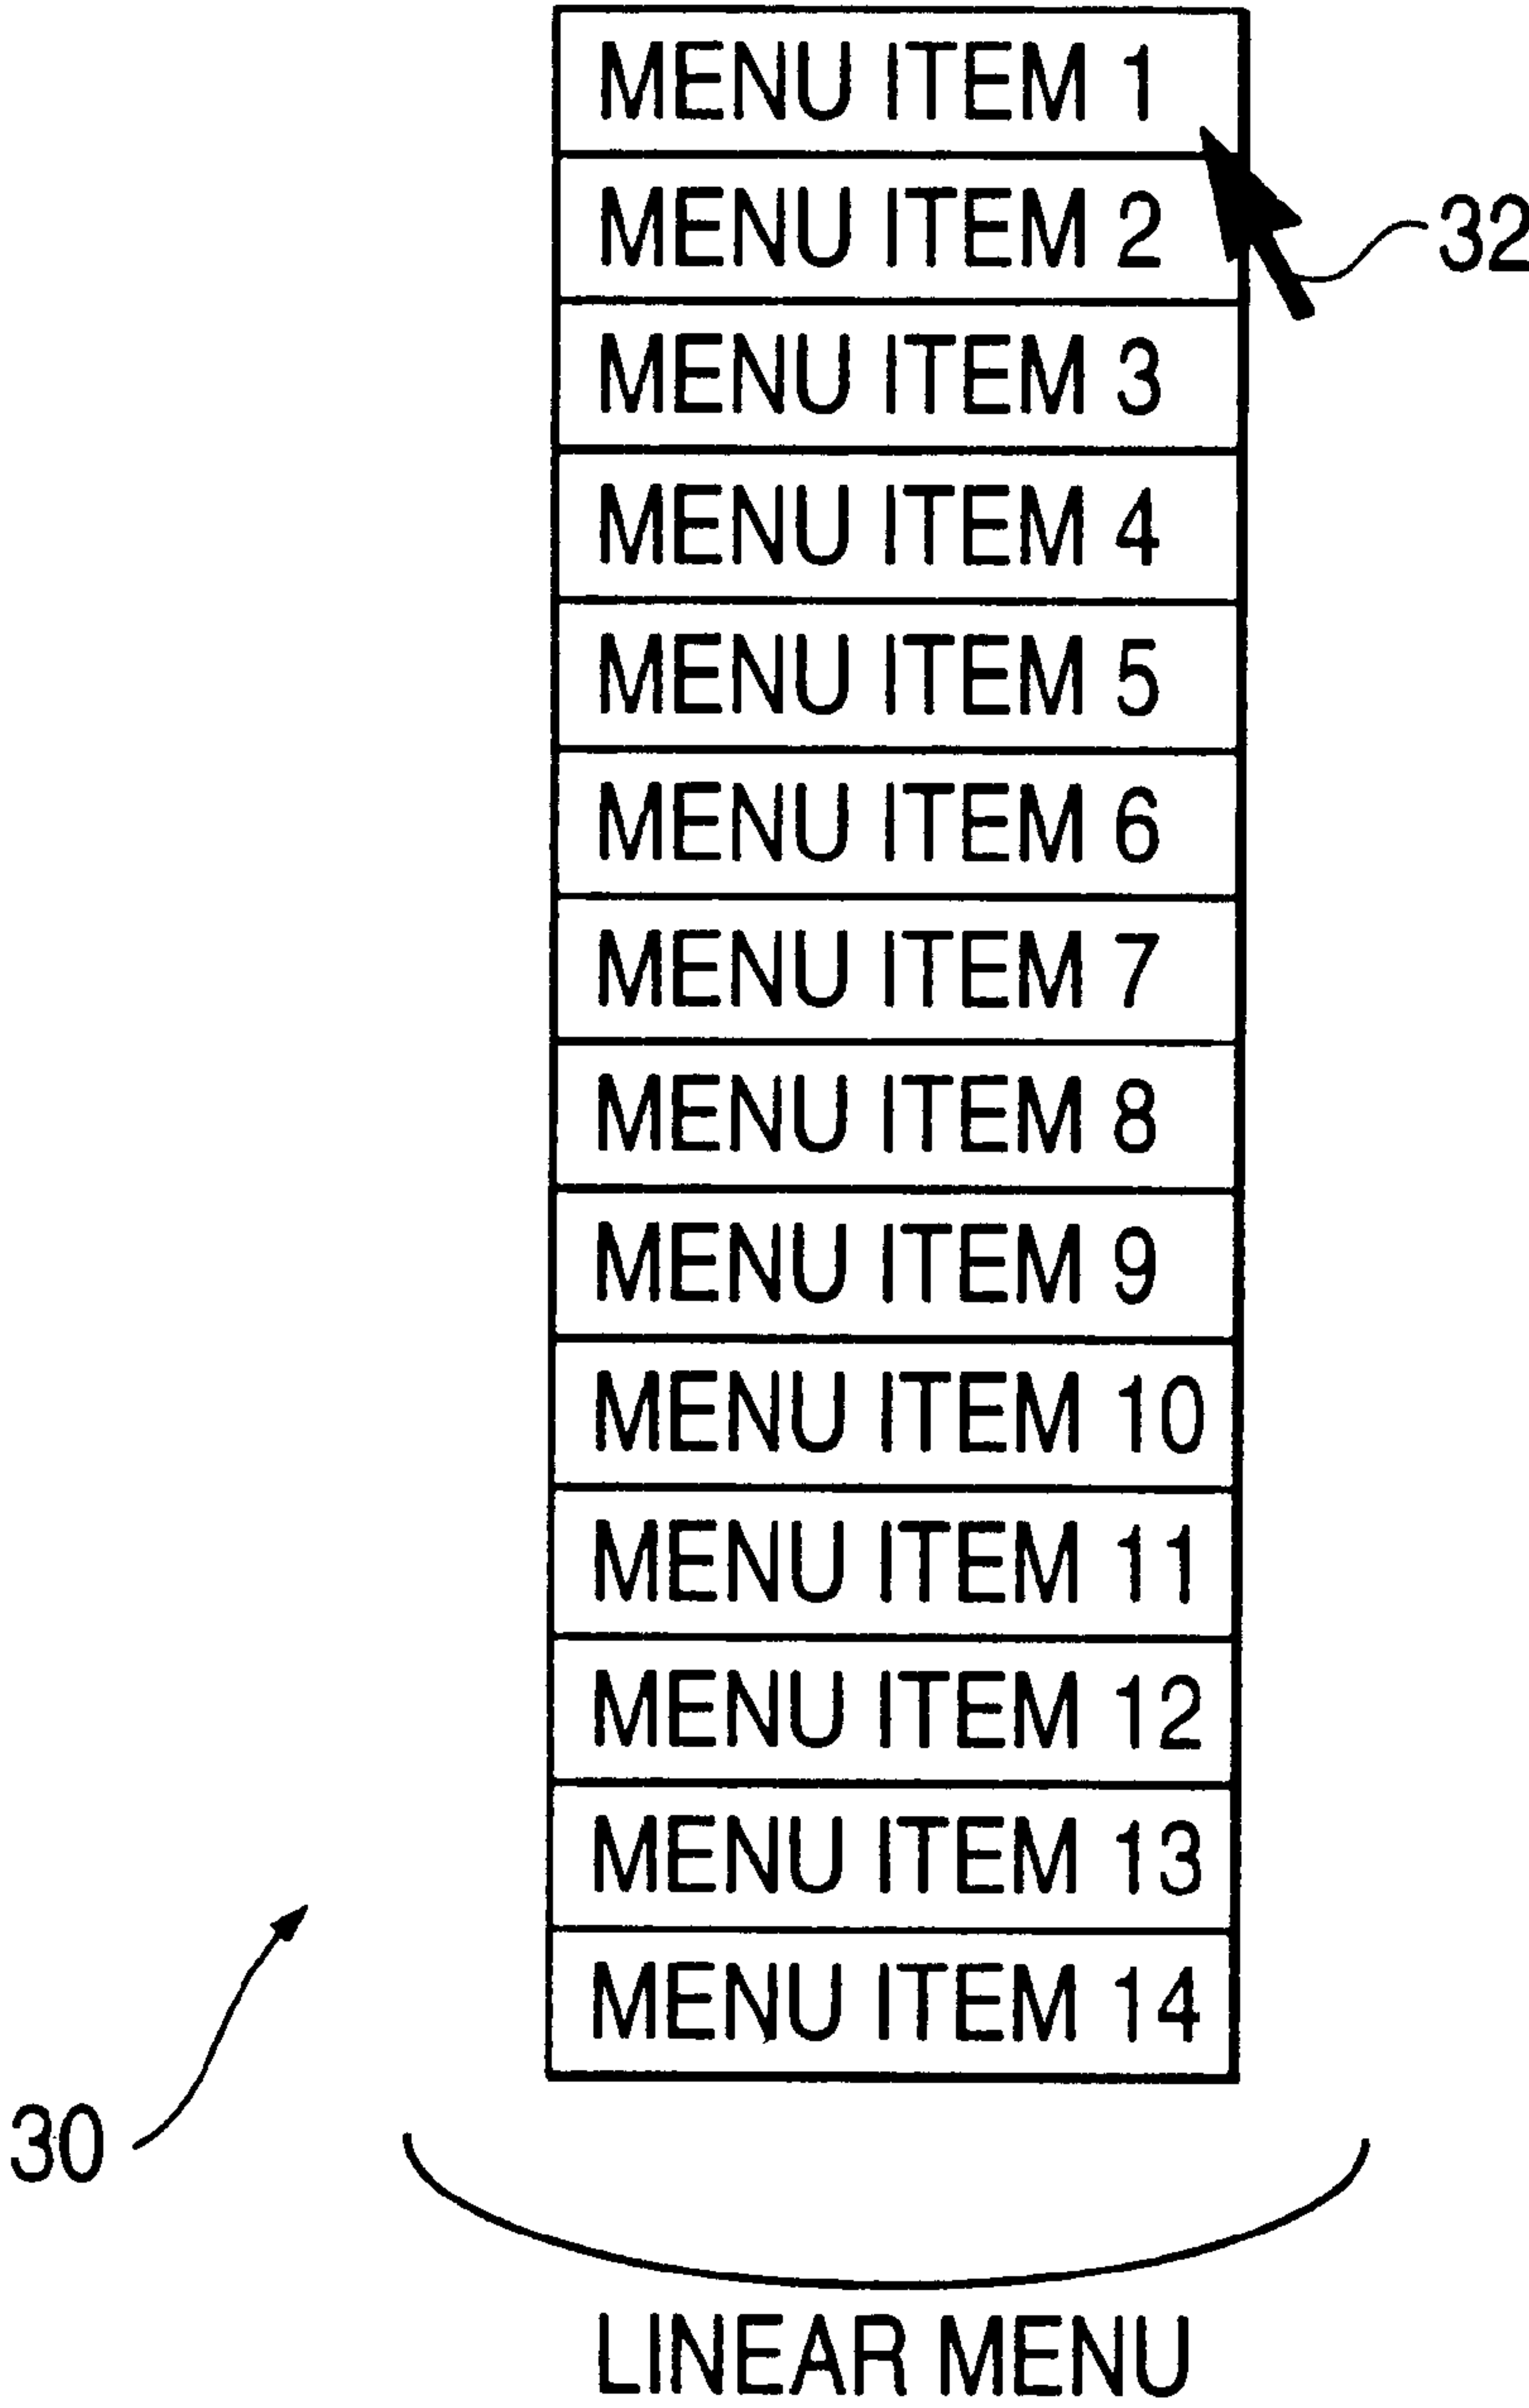 MENU ITEM 1
MENU ITEM 2
32
MENU ITEM 3
MENU ITEM 4
MENU ITEM 5
MENU ITEM 6
MENU ITEM 7
MENU ITEM 8
MENU ITEM 9
MENU ITEM 10
MENU ITEM 11
MENU ITEM 12
MENU ITEM 13
MENU ITEM 14
30
LINEAR MENU